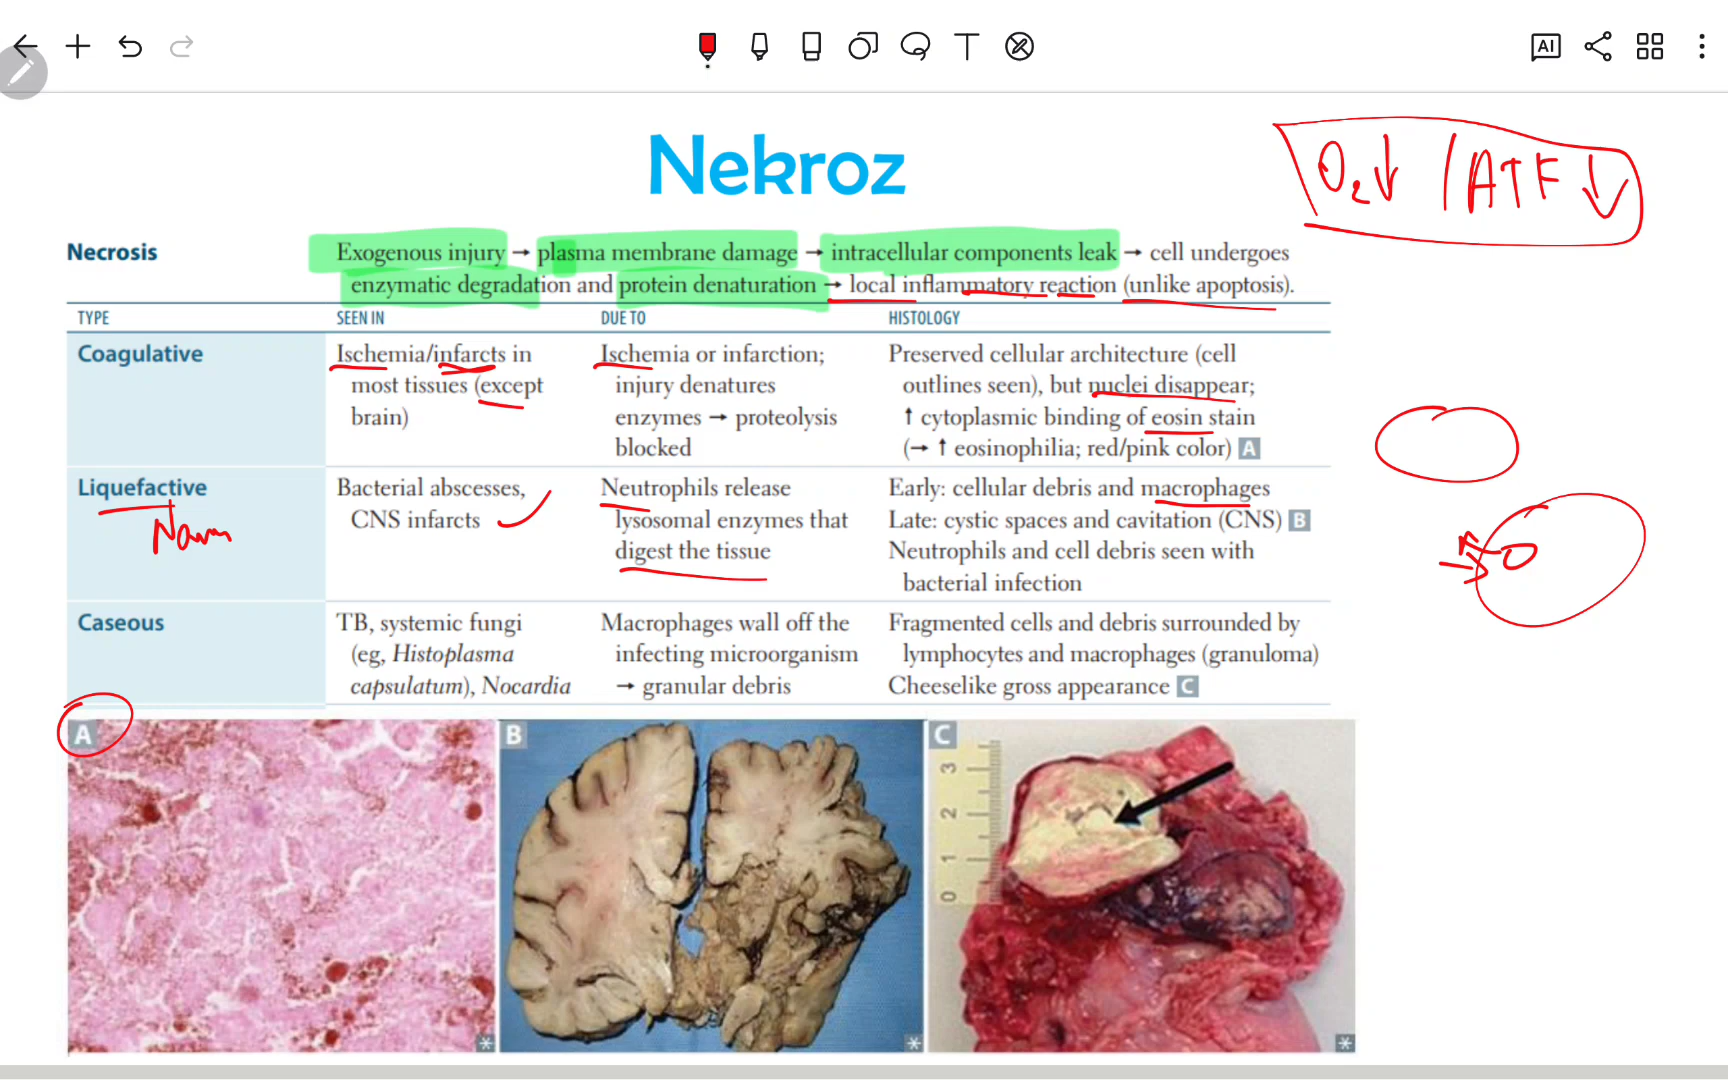 AI
Nekroz
O₂↓ / ATF ↓
Necrosis
Exogenous injury → plasma membrane damage → intracellular components leak → cell undergoes
enzymatic degradation and protein denaturation → local inflammatory reaction (unlike apoptosis).
TYPE SEEN IN DUE TO HISTOLOGY
Coagulative
Ischemia/infarcts in
most tissues (except
brain)
Ischemia or infarction;
injury denatures
enzymes → proteolysis
blocked
Preserved cellular architecture (cell
outlines seen), but nuclei disappear;
↑ cytoplasmic binding of eosin stain
(→ ↑ eosinophilia; red/pink color) A
Liquefactive
Bacterial abscesses,
CNS infarcts
Neutrophils release
lysosomal enzymes that
digest the tissue
Early: cellular debris and macrophages
Late: cystic spaces and cavitation (CNS) B
Neutrophils and cell debris seen with
bacterial infection
Caseous
TB, systemic fungi
(eg, Histoplasma
capsulatum), Nocardia
Macrophages wall off the
infecting microorganism
→ granular debris
Fragmented cells and debris surrounded by
lymphocytes and macrophages (granuloma)
Cheeselike gross appearance C
A
B
C
3
2
1
0